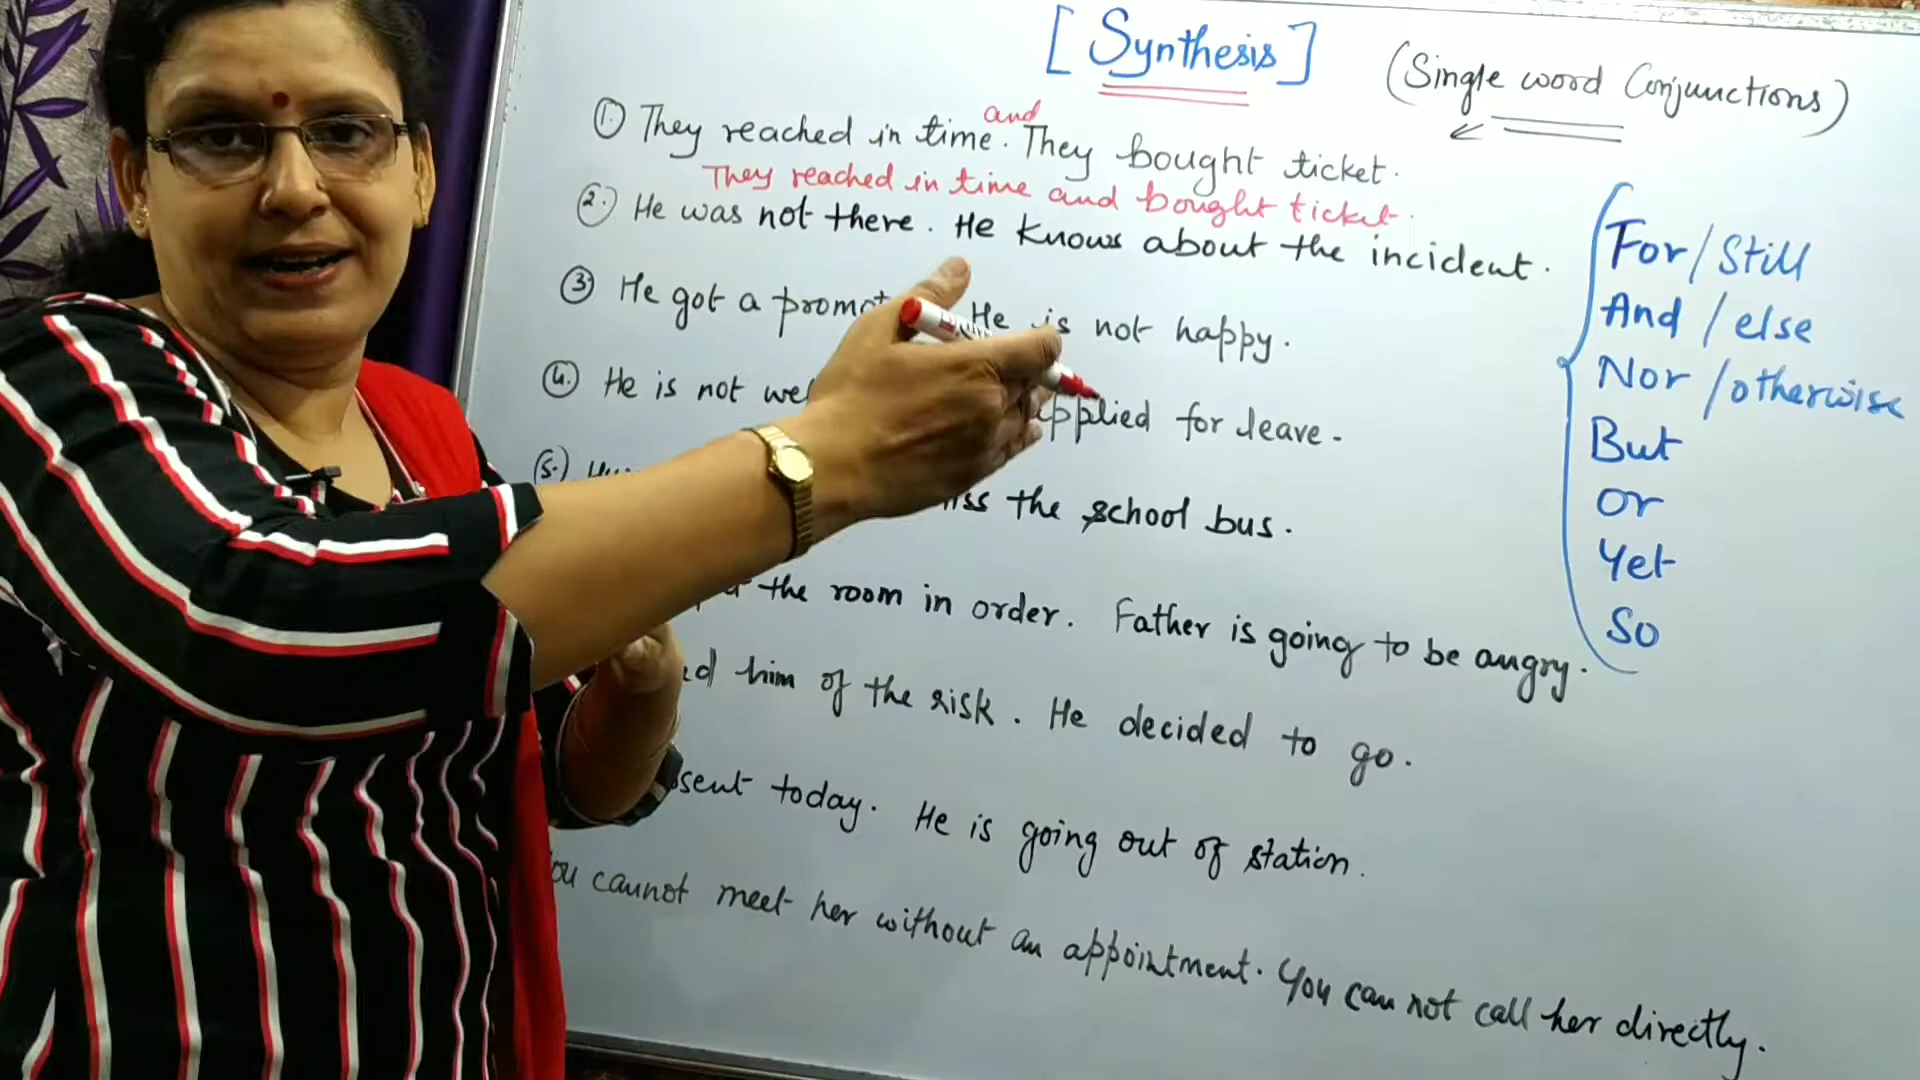 [Synthesis]
(Single word Conjunctions)
① They reached in time. and They bought ticket.
They reached in time and bought ticket.
②. He was not there. He knows about the incident.
③ He got a He is not happy.
④. He is not applied for leave.
(5.) the school bus.
the room in order. Father is going to be angry.
him of the risk. He decided to go.
today. He is going out of station.
You cannot meet her without an appointment. You can not call her directly.
For / Still
And / else
Nor / otherwise
But
or
Yet
So